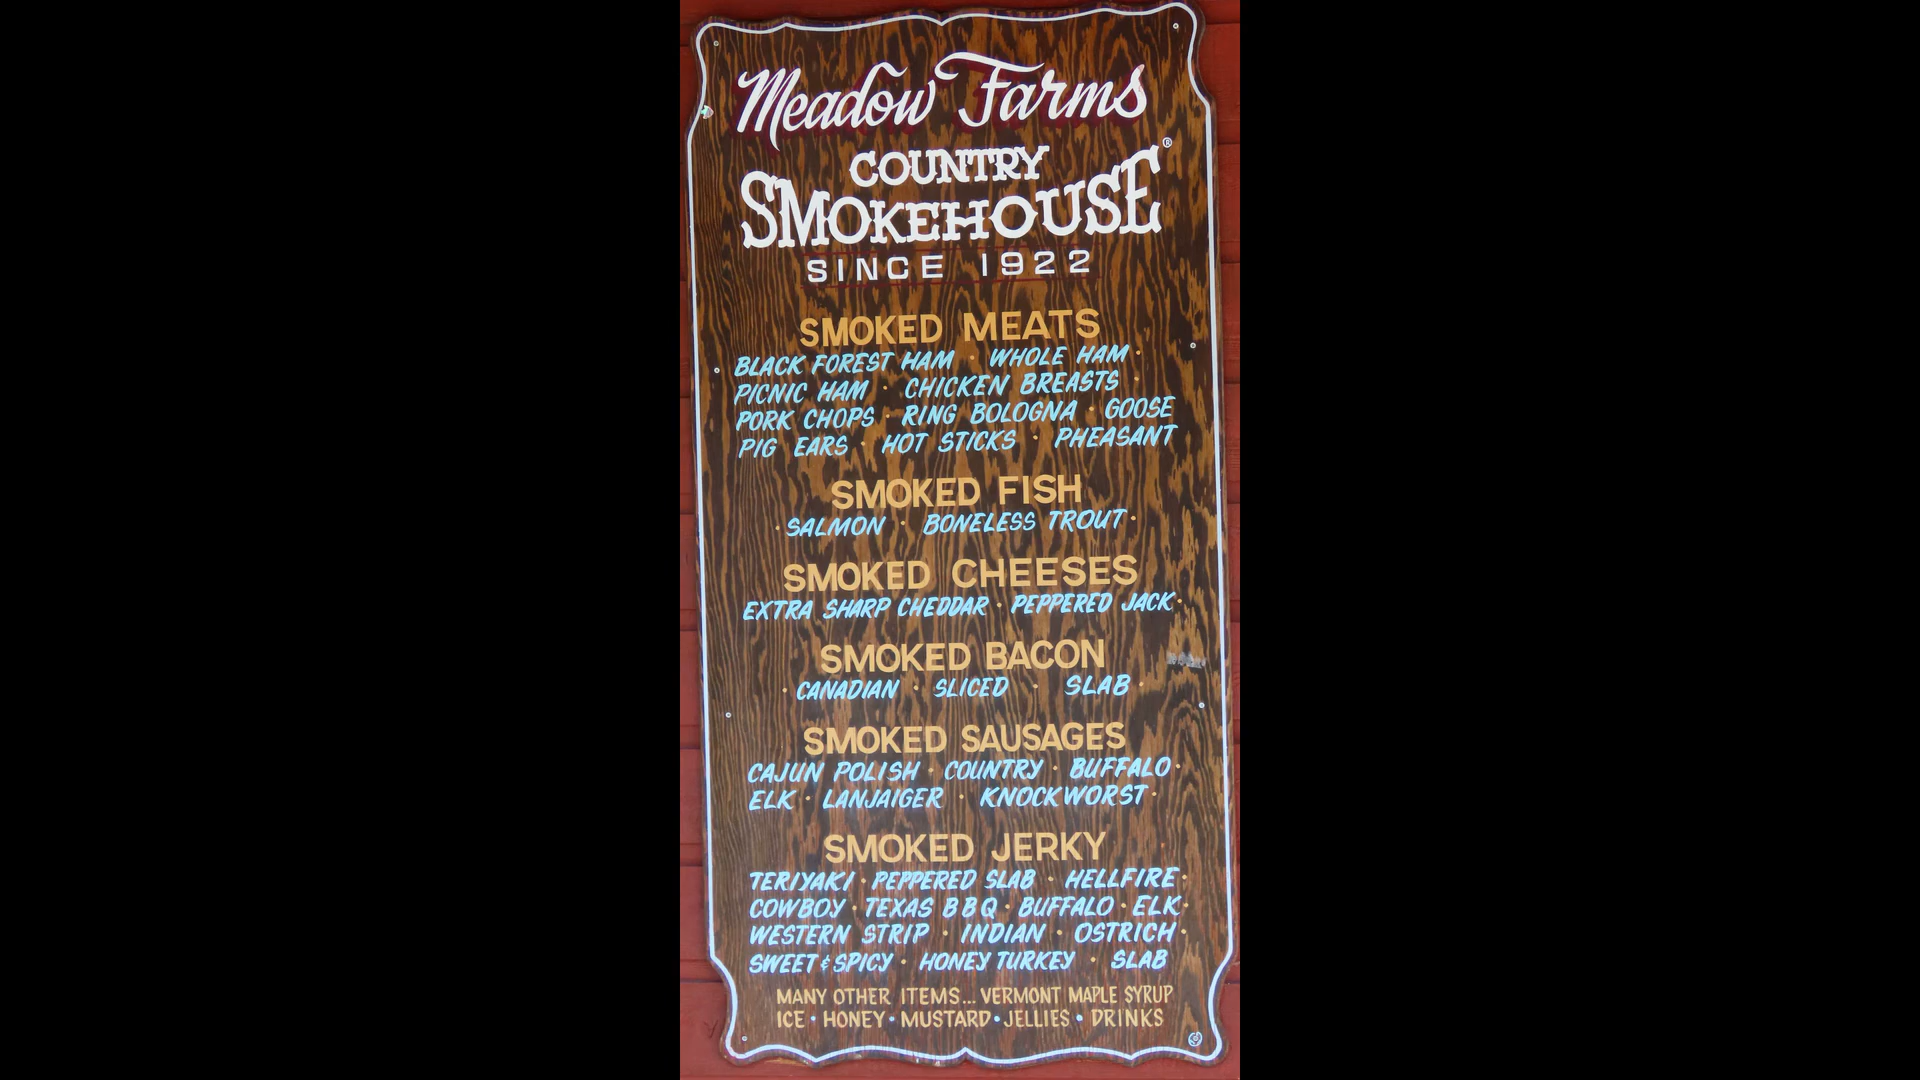 Meadow Farms
COUNTRY
SMOKEHOUSE®
SINCE 1922
SMOKED MEATS
BLACK FOREST HAM · WHOLE HAM ·
PICNIC HAM · CHICKEN BREASTS ·
PORK CHOPS · RING BOLOGNA · GOOSE
PIG EARS · HOT STICKS · PHEASANT
SMOKED FISH
· SALMON · BONELESS TROUT ·
SMOKED CHEESES
EXTRA SHARP CHEDDAR · PEPPERED JACK ·
SMOKED BACON
· CANADIAN · SLICED · SLAB ·
SMOKED SAUSAGES
CAJUN POLISH · COUNTRY · BUFFALO ·
ELK · LANJAIGER · KNOCKWORST ·
SMOKED JERKY
TERIYAKI · PEPPERED SLAB · HELLFIRE ·
COWBOY · TEXAS BBQ · BUFFALO · ELK ·
WESTERN STRIP · INDIAN · OSTRICH ·
SWEET & SPICY · HONEY TURKEY · SLAB
MANY OTHER ITEMS... VERMONT MAPLE SYRUP
ICE • HONEY • MUSTARD • JELLIES • DRINKS